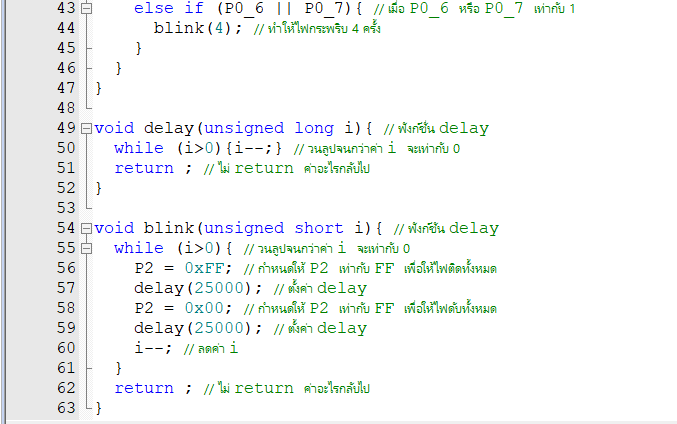 43 else if (P0_6 || P0_7){ // เมื่อ P0_6 หรือ P0_7 เท่ากับ 1
44 blink(4); // ทำให้ไฟกระพริบ 4 ครั้ง
45 }
46 }
47 }
48
49 void delay(unsigned long i){ // ฟังก์ชั่น delay
50 while (i>0){i--;} // วนลูปจนกว่าค่า i จะเท่ากับ 0
51 return ; // ไม่ return ค่าอะไรกลับไป
52 }
53
54 void blink(unsigned short i){ // ฟังก์ชั่น delay
55 while (i>0){ // วนลูปจนกว่าค่า i จะเท่ากับ 0
56 P2 = 0xFF; // กำหนดให้ P2 เท่ากับ FF เพื่อให้ไฟติดทั้งหมด
57 delay(25000); // ตั้งค่า delay
58 P2 = 0x00; // กำหนดให้ P2 เท่ากับ FF เพื่อให้ไฟดับทั้งหมด
59 delay(25000); // ตั้งค่า delay
60 i--; // ลดค่า i
61 }
62 return ; // ไม่ return ค่าอะไรกลับไป
63 }